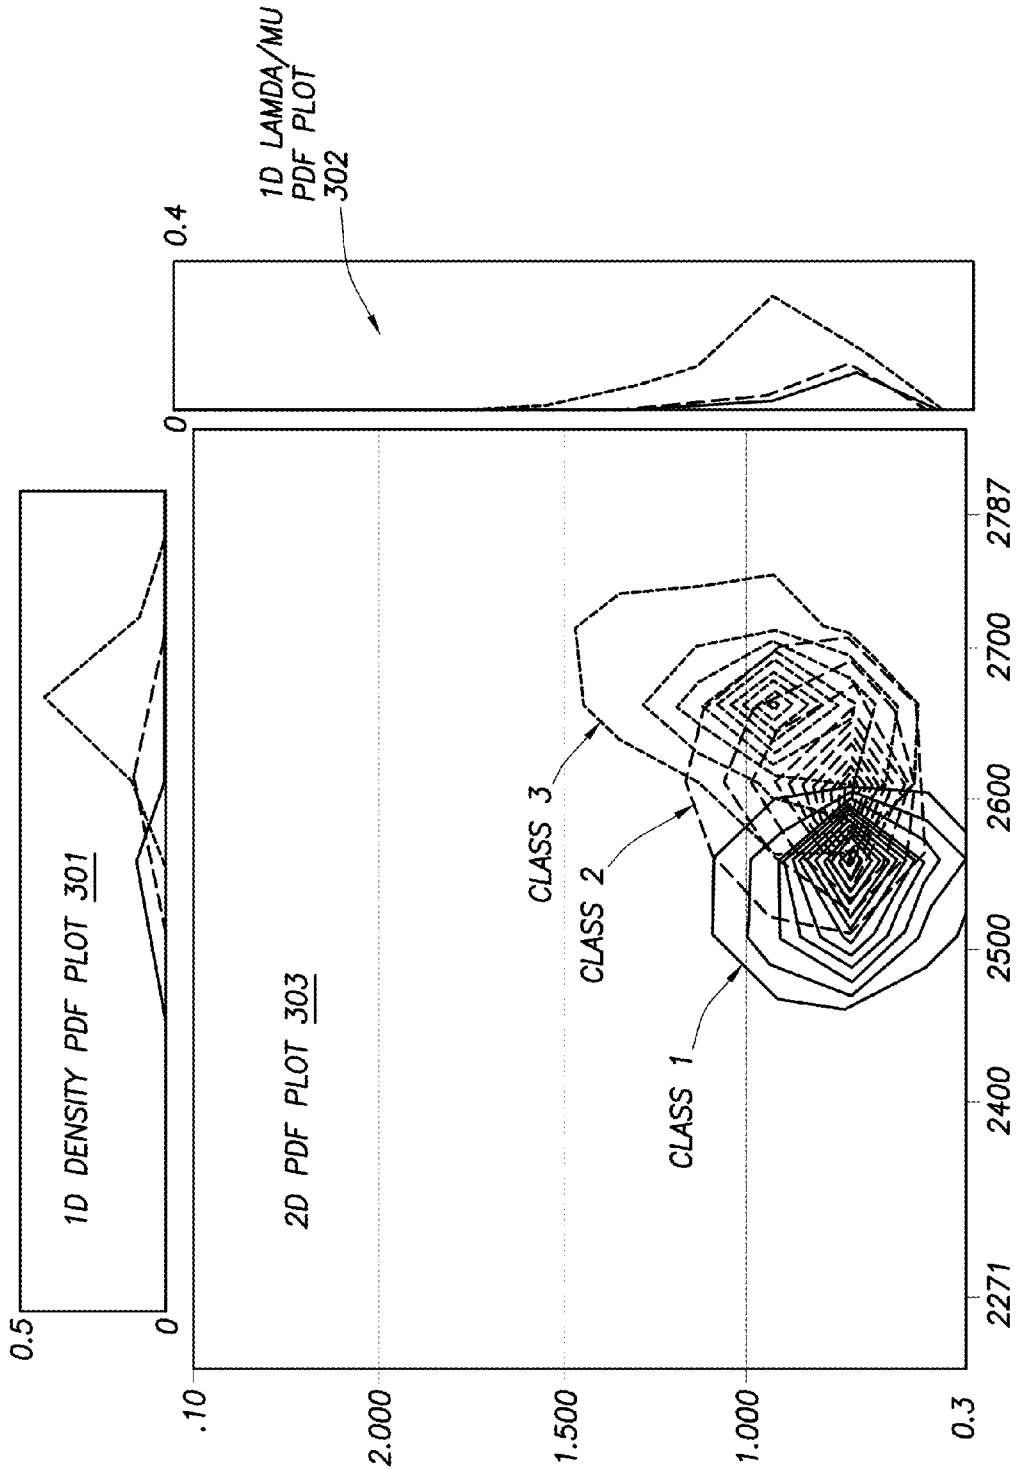 0.5
0
1D DENSITY PDF PLOT 301
0
0.4
1D LAMDA/MU
PDF PLOT
302
2D PDF PLOT 303
CLASS 1
CLASS 2
CLASS 3
.10
2.000
1.500
1.000
0.3
2271
2400
2500
2600
2700
2787